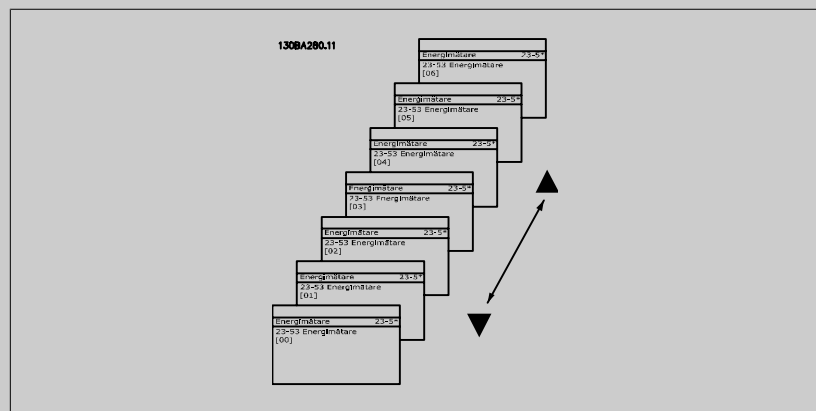 130BA280.11
Energimätare 23-5*
23-53 Energimätare
[06]
Energimätare 23-5*
23-53 Energimätare
[05]
Energimätare 23-5*
23-53 Energimätare
[04]
Energimätare 23-5*
23-53 Energimätare
[03]
Energimätare 23-5*
23-53 Energimätare
[02]
Energimätare 23-5*
23-53 Energimätare
[01]
Energimätare 23-5*
23-53 Energimätare
[00]